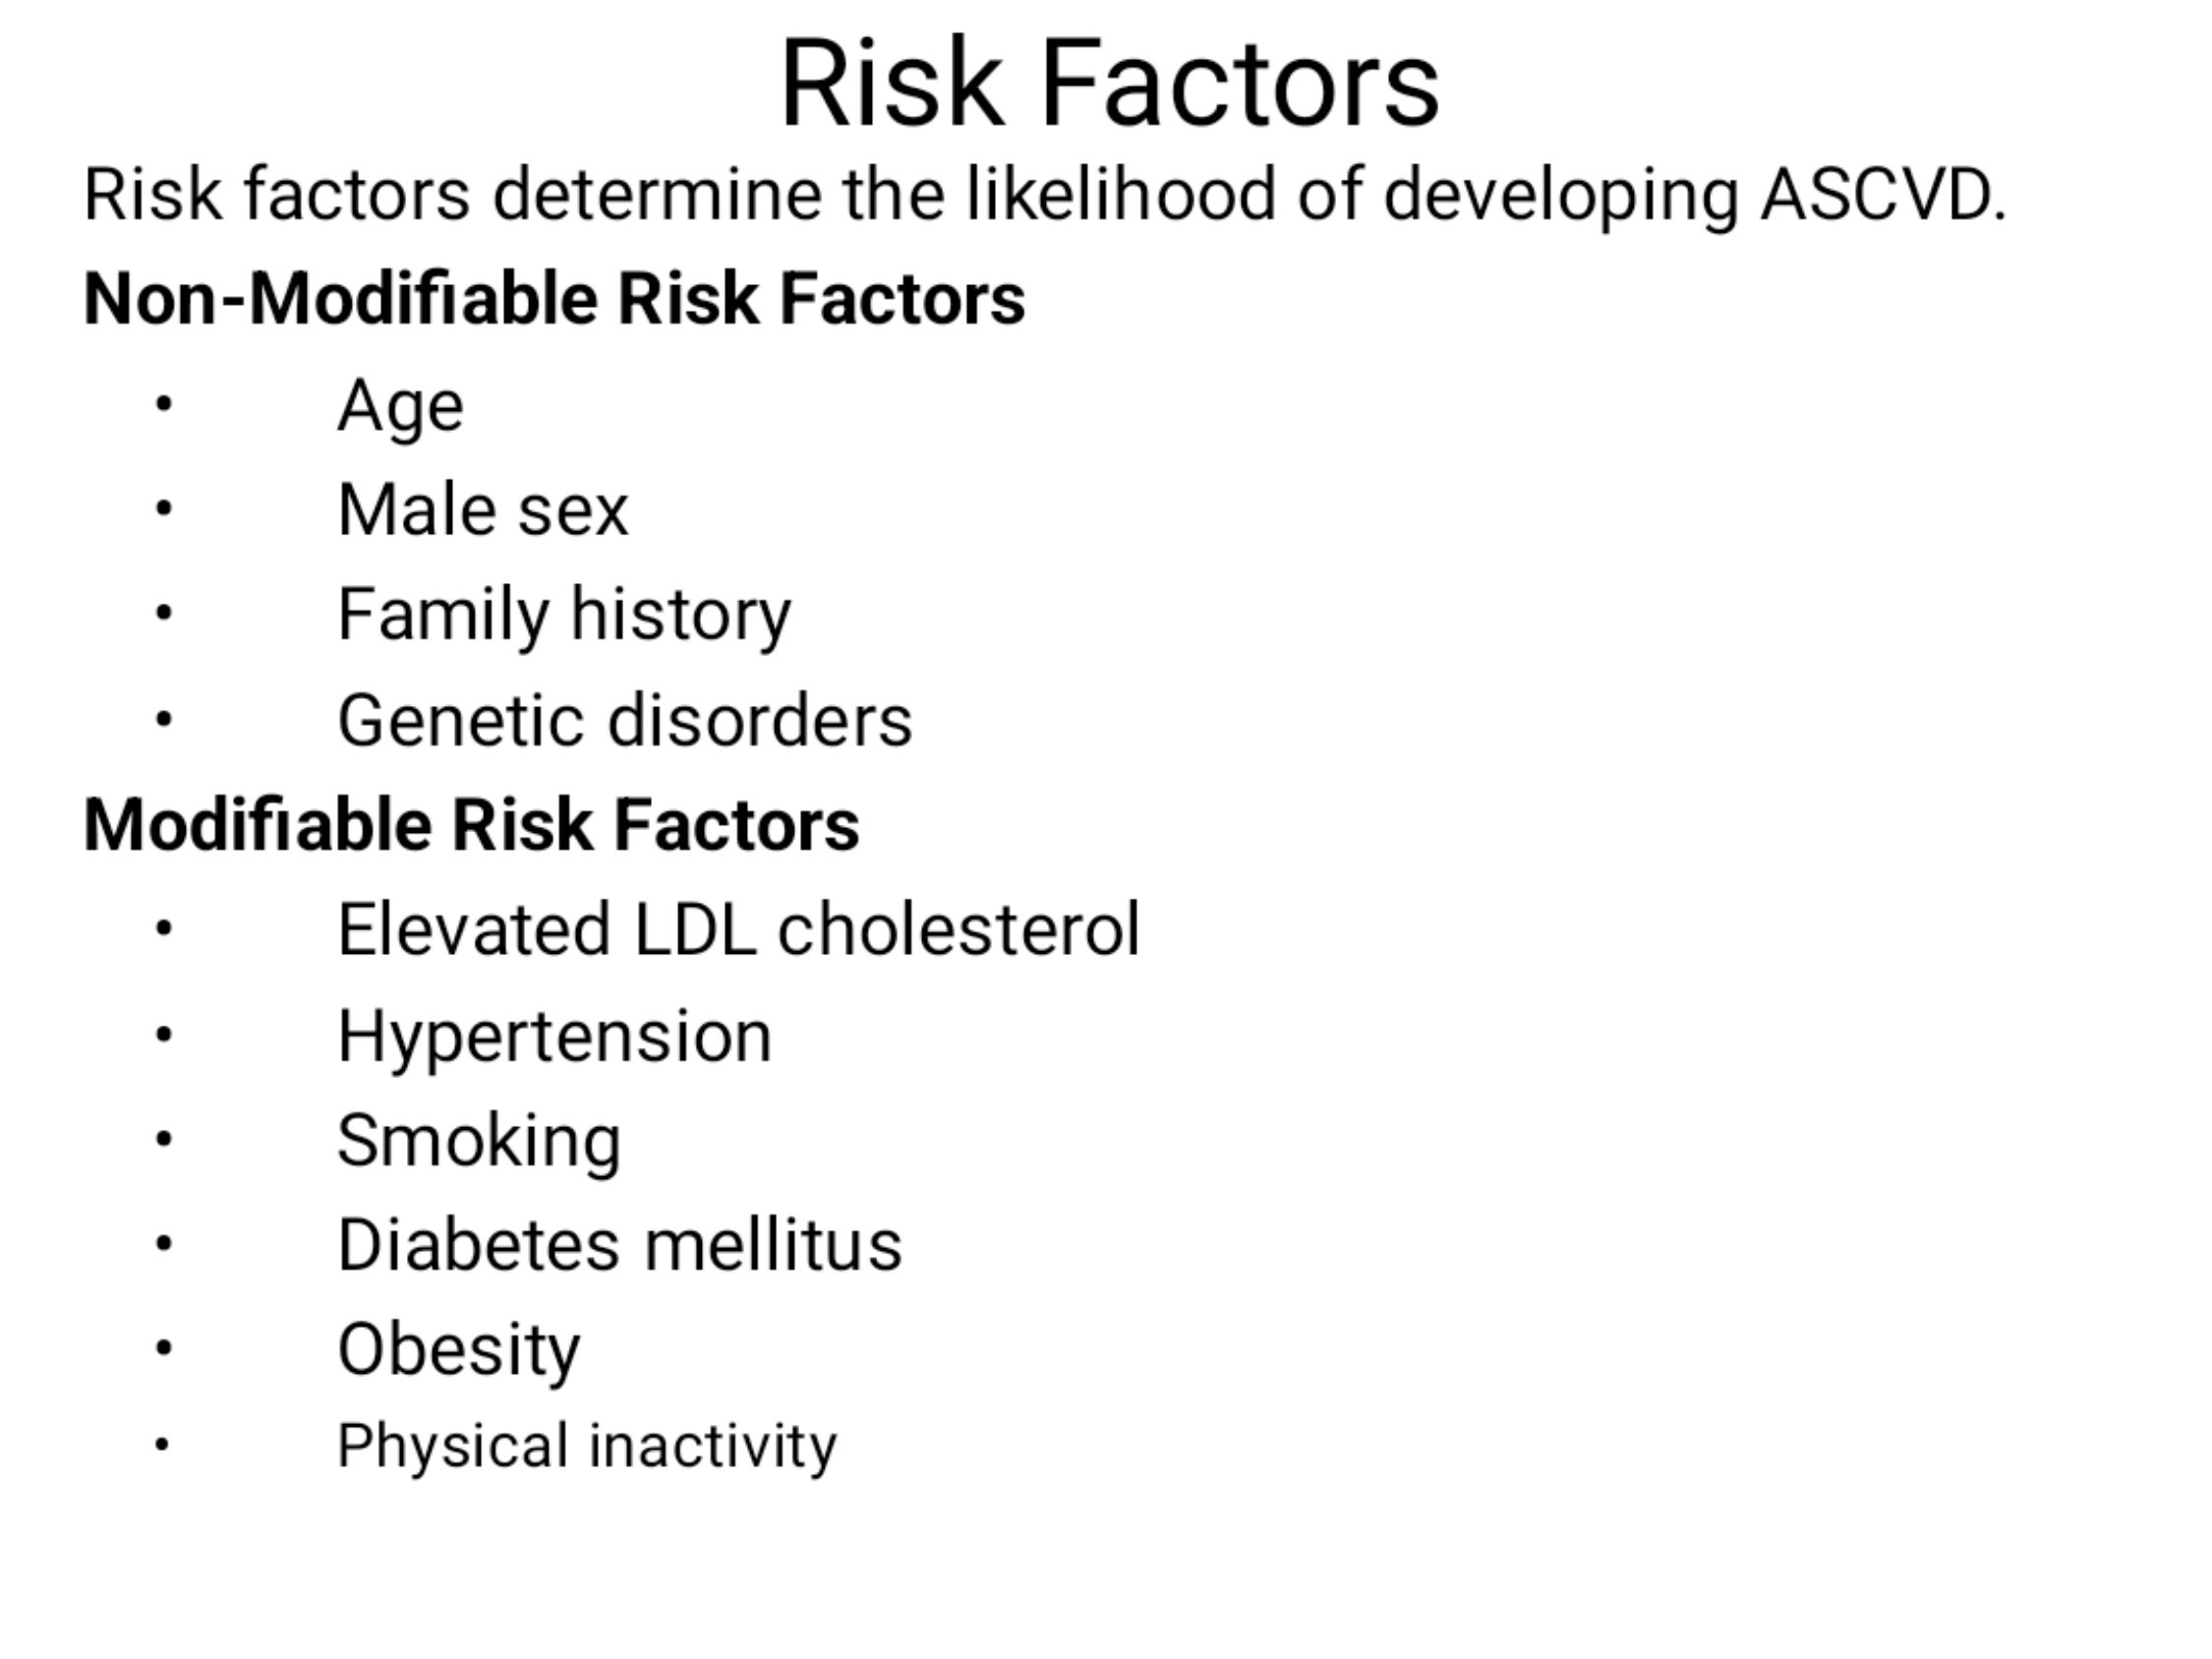 Risk Factors
Risk factors determine the likelihood of developing ASCVD.
Non-Modifiable Risk Factors
• Age
• Male sex
• Family history
• Genetic disorders
Modifiable Risk Factors
• Elevated LDL cholesterol
• Hypertension
• Smoking
• Diabetes mellitus
• Obesity
• Physical inactivity